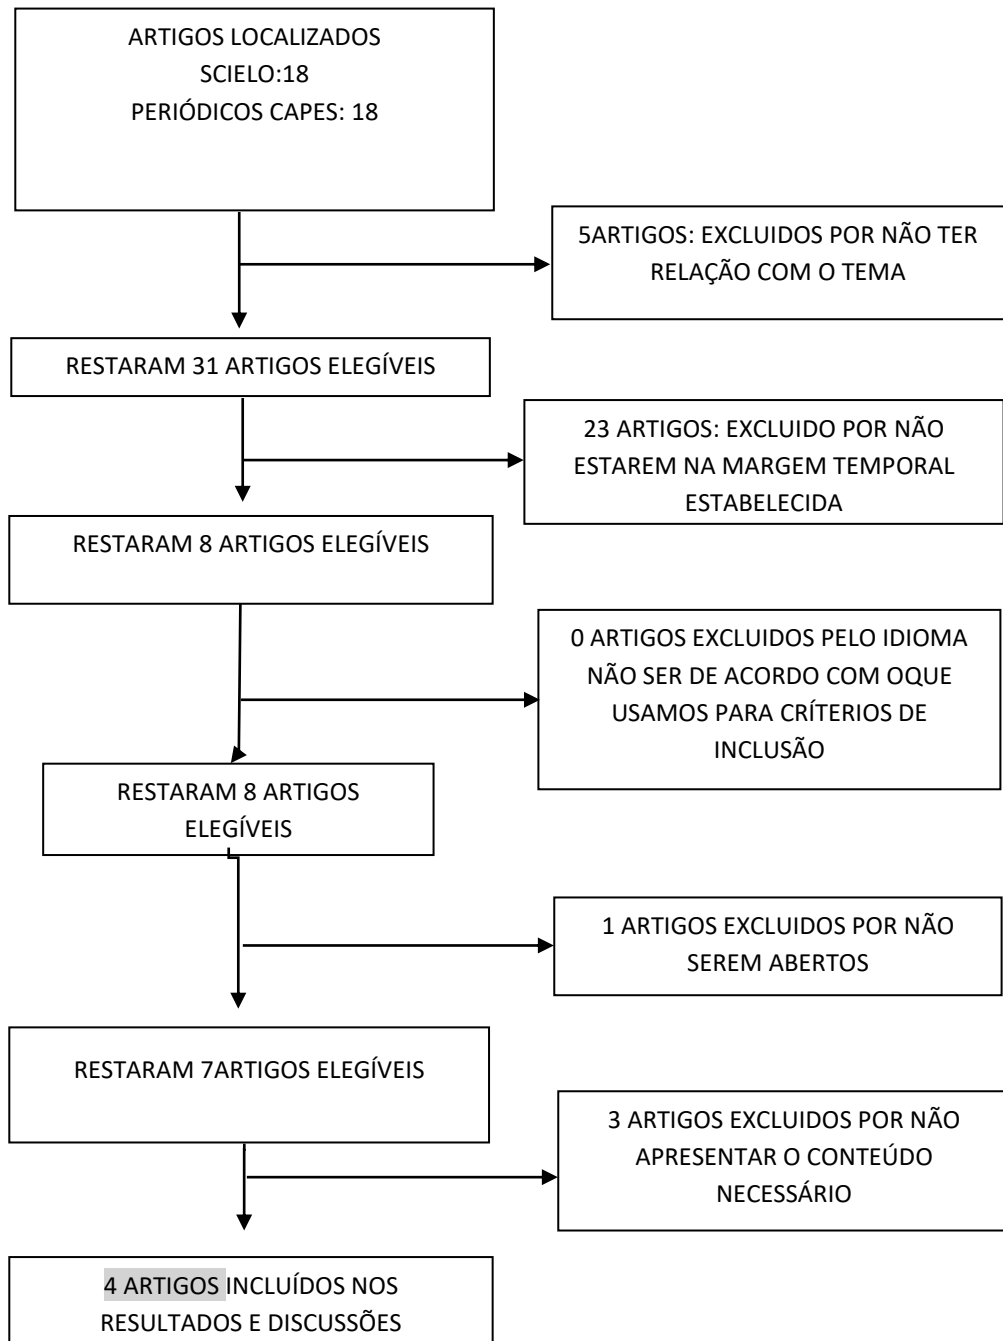 ARTIGOS LOCALIZADOS
SCIELO:18
PERIÓDICOS CAPES: 18
5ARTIGOS: EXCLUIDOS POR NÃO TER
RELAÇÃO COM O TEMA
RESTARAM 31 ARTIGOS ELEGÍVEIS
23 ARTIGOS: EXCLUIDO POR NÃO
ESTAREM NA MARGEM TEMPORAL
ESTABELECIDA
RESTARAM 8 ARTIGOS ELEGÍVEIS
0 ARTIGOS EXCLUIDOS PELO IDIOMA
NÃO SER DE ACORDO COM OQUE
USAMOS PARA CRÍTERIOS DE
INCLUSÃO
RESTARAM 8 ARTIGOS
ELEGÍVEIS
1 ARTIGOS EXCLUIDOS POR NÃO
SEREM ABERTOS
RESTARAM 7ARTIGOS ELEGÍVEIS
3 ARTIGOS EXCLUIDOS POR NÃO
APRESENTAR O CONTEÚDO
NECESSÁRIO
4 ARTIGOS INCLUÍDOS NOS
RESULTADOS E DISCUSSÕES